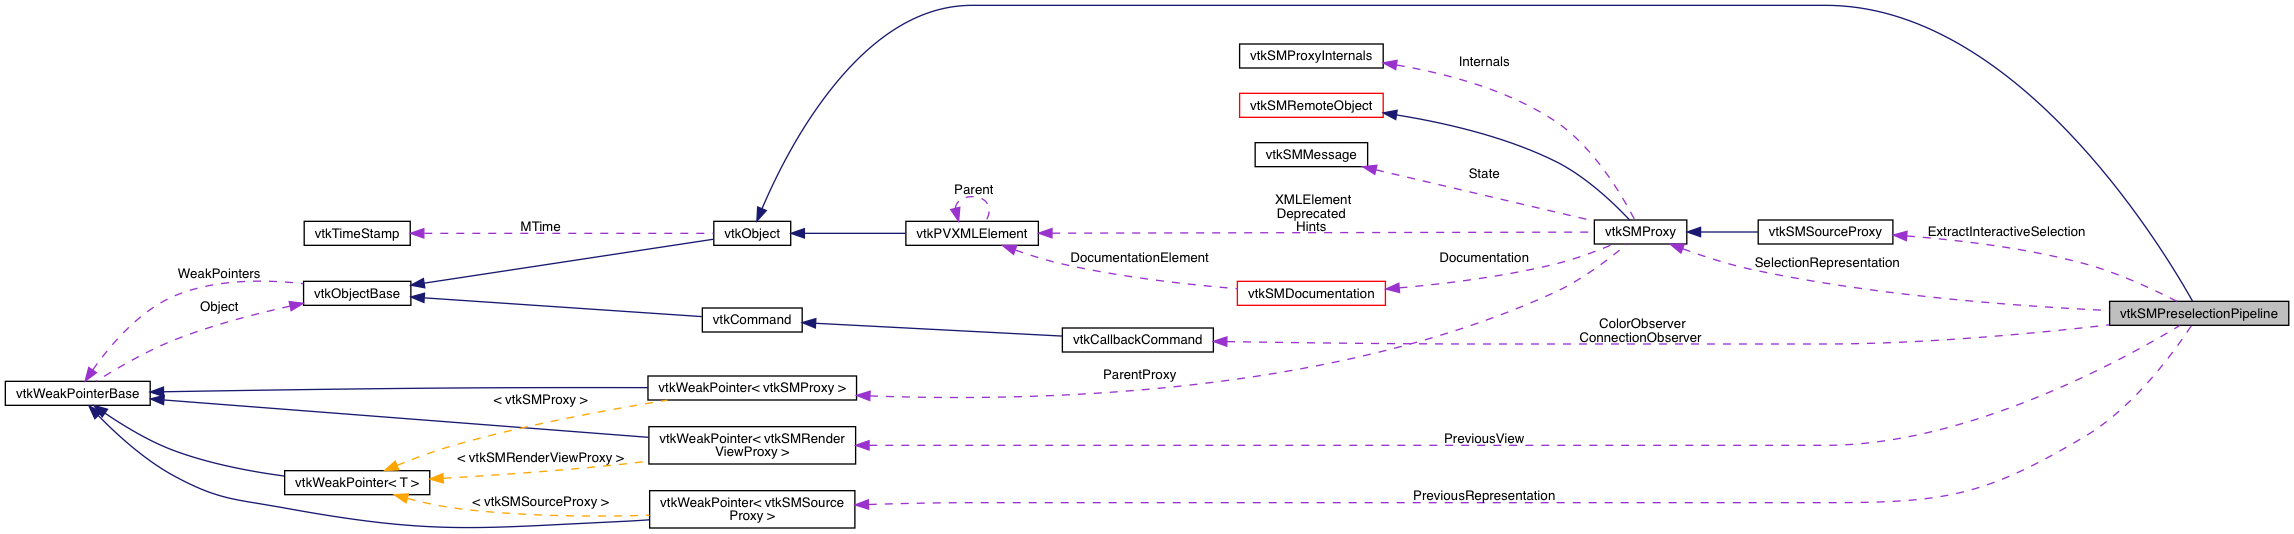 vtkSMProxyInternals
Internals
vtkSMRemoteObject
vtkSMMessage
State
Parent
XMLElement
Deprecated
Hints
vtkTimeStamp
MTime
vtkObject
vtkPVXMLElement
vtkSMProxy
vtkSMSourceProxy
ExtractInteractiveSelection
WeakPointers
DocumentationElement
Documentation
SelectionRepresentation
vtkObjectBase
Object
vtkSMDocumentation
vtkSMPreselectionPipeline
vtkCommand
ColorObserver
ConnectionObserver
vtkCallbackCommand
ParentProxy
vtkWeakPointerBase
vtkWeakPointer< vtkSMProxy >
< vtkSMProxy >
vtkWeakPointer< vtkSMRender
ViewProxy >
PreviousView
< vtkSMRenderViewProxy >
vtkWeakPointer< T >
< vtkSMSourceProxy >
vtkWeakPointer< vtkSMSource
Proxy >
PreviousRepresentation